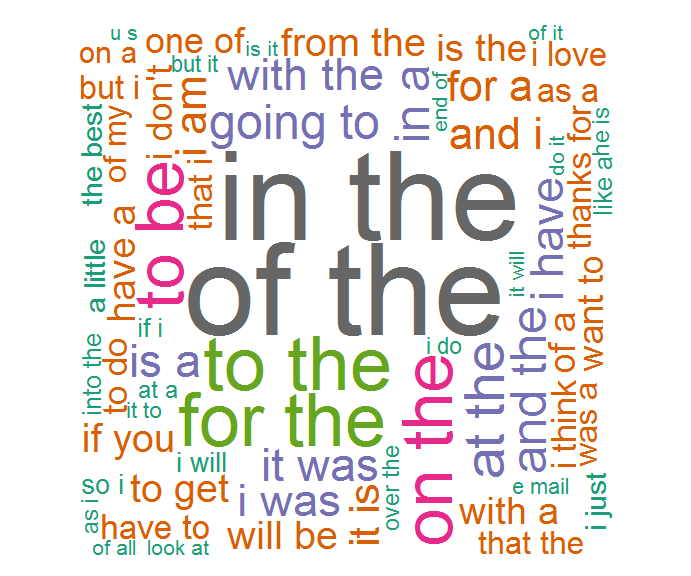 u s
of it
on a
one of
is it
from the
is the
i love
but i
i don't
but it
with the
in a
end of
for a
as a
the best
of my
i am
going to
and i
do it
thanks for
like a
he is
that i
to be
in the
i have
a little
have a
of the
it will
want to
into the
to do
if i
is a
to the
i do
at the
and the
of a
i think
was a
at a
it to
for the
on the
if you
i will
it was
over the
so i
to get
i was
it is
e mail
i just
as i
have to
will be
with a
of all
look at
that the